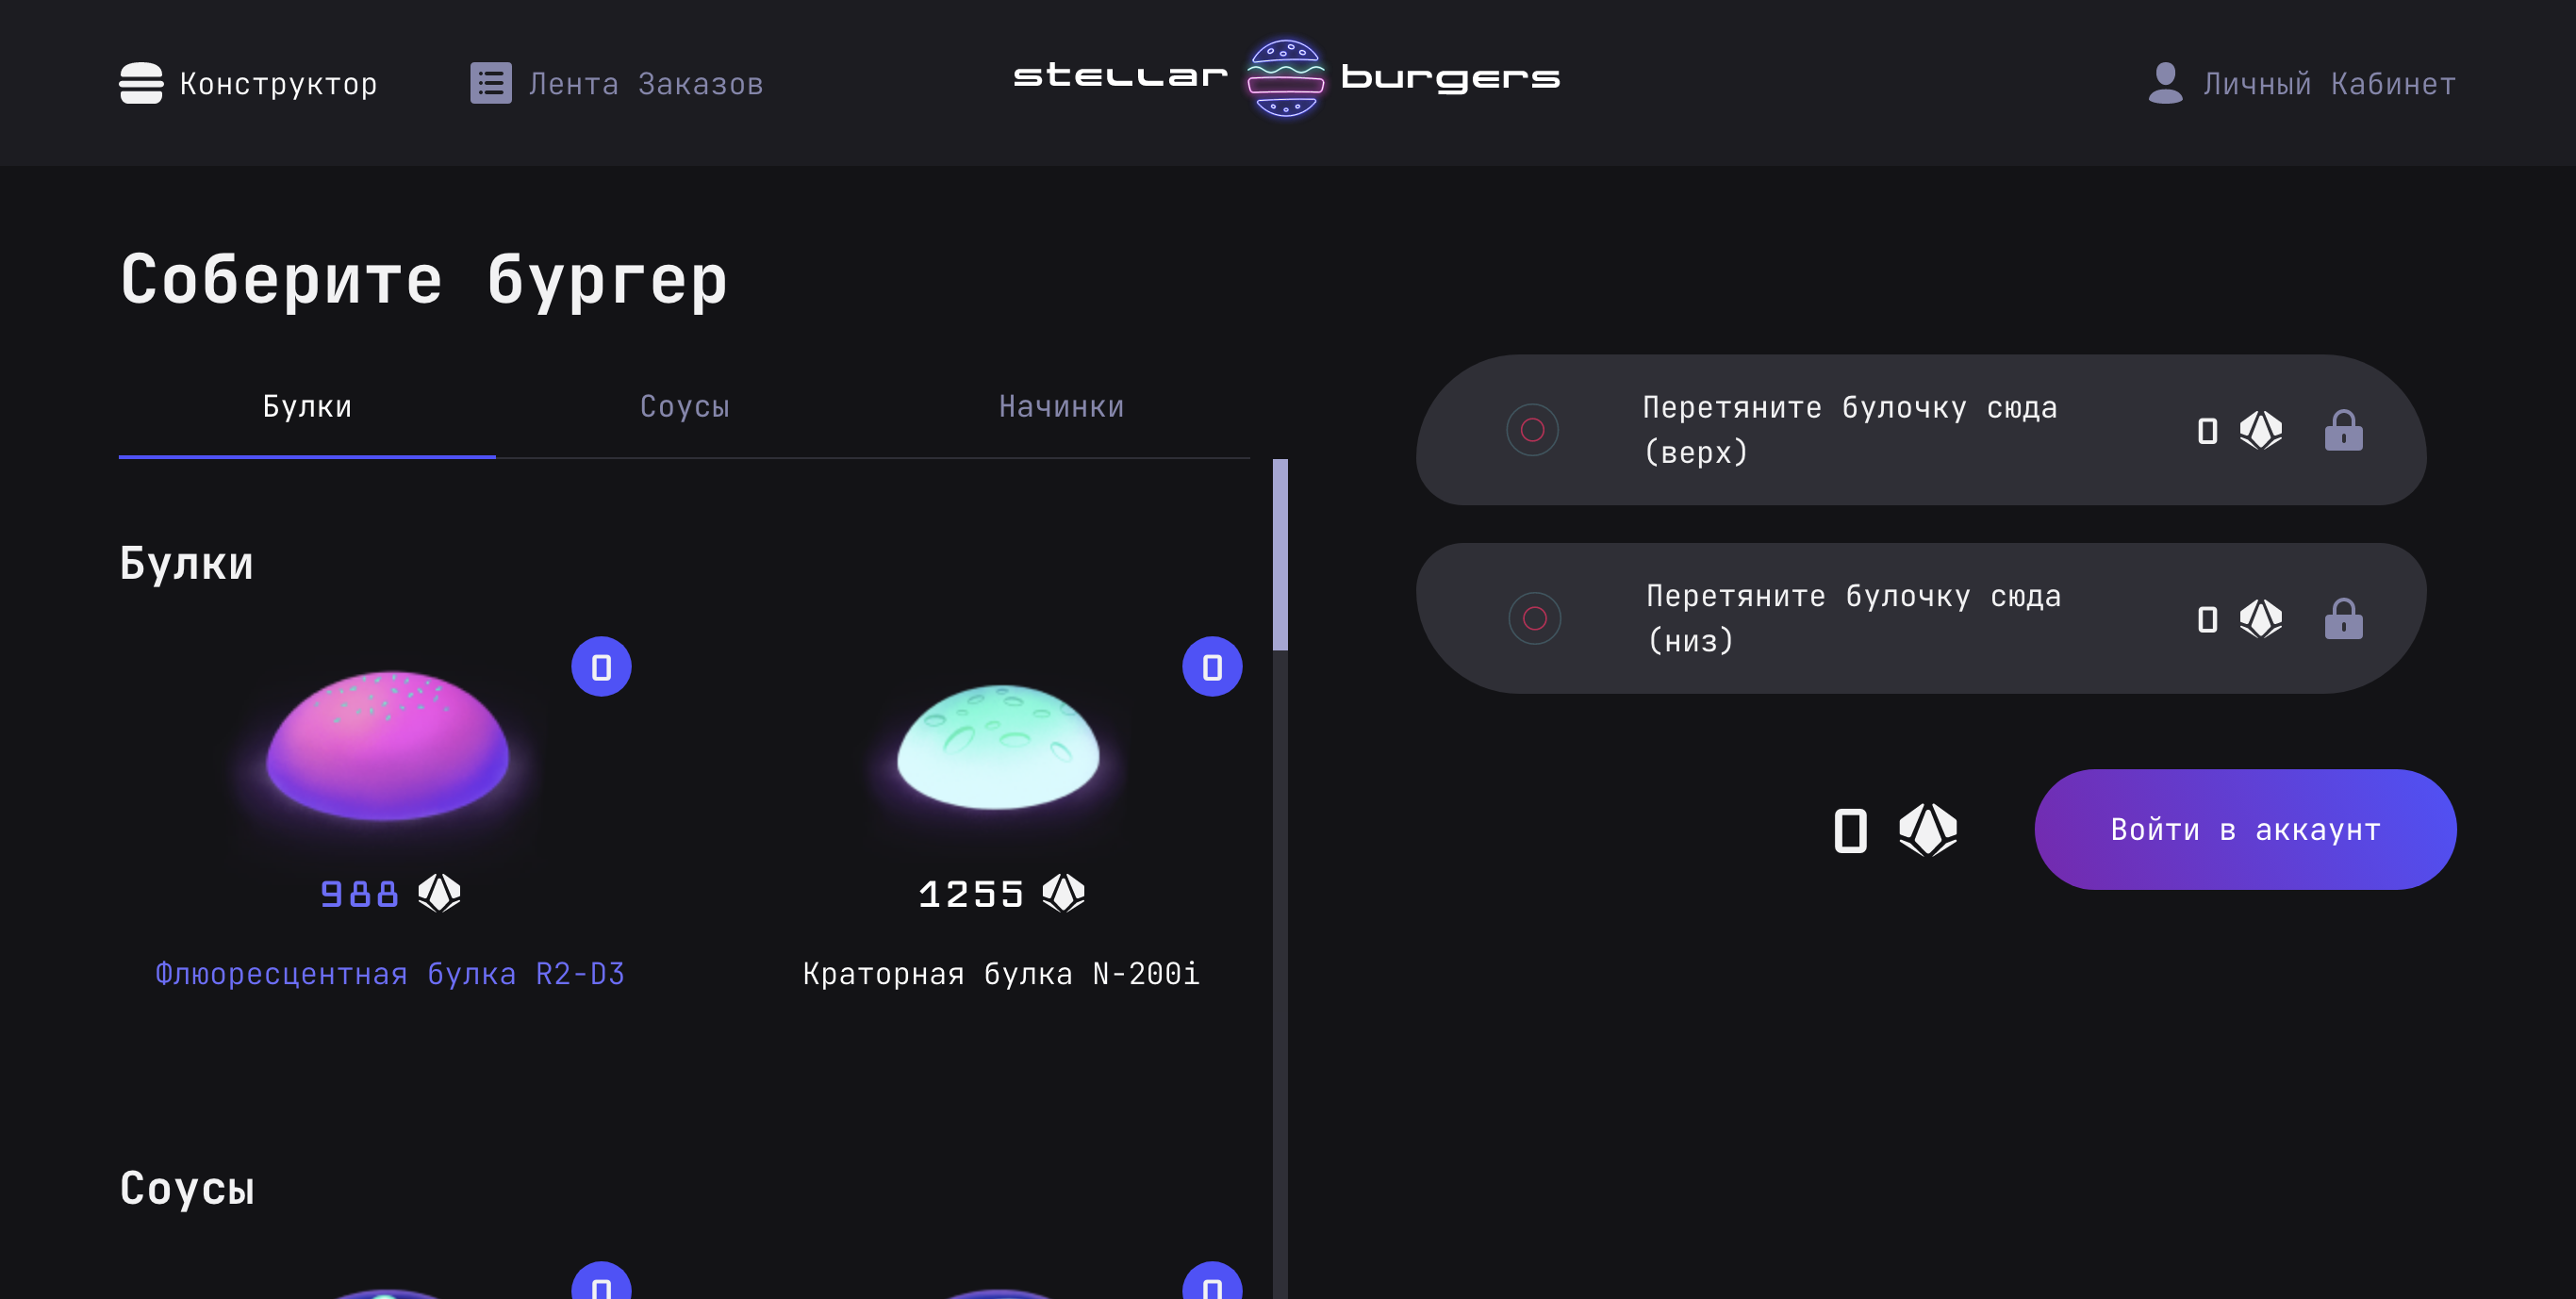 Конструктор
Лента Заказов
stellar burgers
Личный Кабинет
Соберите бургер
Булки
Соусы
Начинки
Булки
0
988
Флюоресцентная булка R2-D3
0
1255
Краторная булка N-200i
Соусы
0
0
Перетяните булочку сюда
(верх)
0
Перетяните булочку сюда
(низ)
0
0
Войти в аккаунт